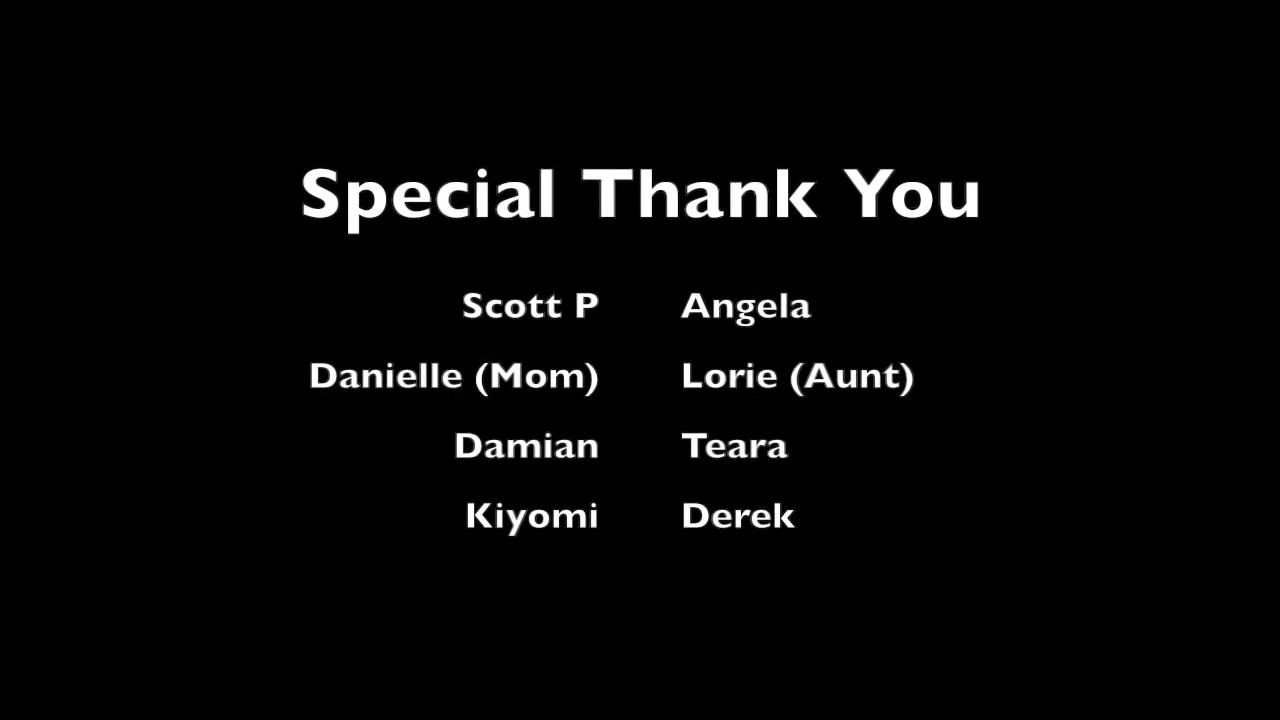 Special Thank You
Scott P Angela
Danielle (Mom) Lorie (Aunt)
Damian Teara
Kiyomi Derek